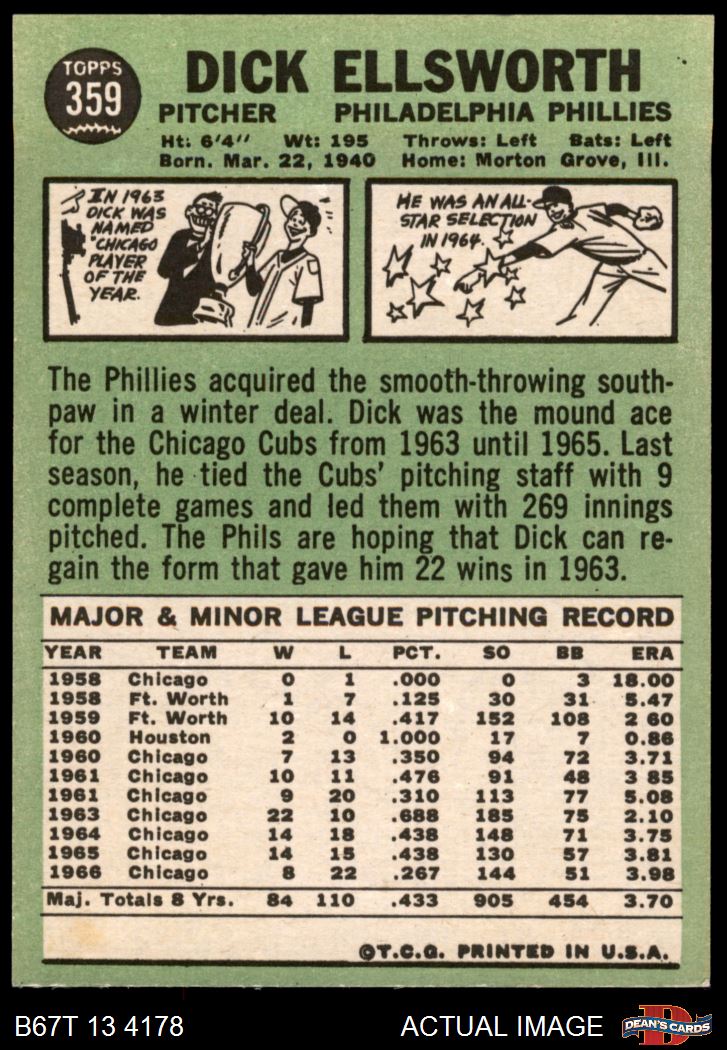 TOPPS
359
DICK ELLSWORTH
PITCHER PHILADELPHIA PHILLIES
Ht: 6'4" Wt: 195 Throws: Left Bats: Left
Born. Mar. 22, 1940 Home: Morton Grove, Ill.
IN 1963
DICK WAS
NAMED
"CHICAGO
PLAYER
OF THE
YEAR.
HE WAS AN ALL-
STAR SELECTION
IN 1964.
The Phillies acquired the smooth-throwing south-
paw in a winter deal. Dick was the mound ace
for the Chicago Cubs from 1963 until 1965. Last
season, he tied the Cubs' pitching staff with 9
complete games and led them with 269 innings
pitched. The Phils are hoping that Dick can re-
gain the form that gave him 22 wins in 1963.
MAJOR & MINOR LEAGUE PITCHING RECORD
YEAR TEAM W L PCT. SO BB ERA
1958 Chicago 0 1 .000 0 3 18.00
1958 Ft. Worth 1 7 .125 30 31 5.47
1959 Ft. Worth 10 14 .417 152 108 2 60
1960 Houston 2 0 1.000 17 7 0.86
1960 Chicago 7 13 .350 94 72 3.71
1961 Chicago 10 11 .476 91 48 3 85
1961 Chicago 9 20 .310 113 77 5.08
1963 Chicago 22 10 .688 185 75 2.10
1964 Chicago 14 18 .438 148 71 3.75
1965 Chicago 14 15 .438 130 57 3.81
1966 Chicago 8 22 .267 144 51 3.98
Maj. Totals 8 Yrs. 84 110 .433 905 454 3.70
©T.C.G. PRINTED IN U.S.A.
B67T 13 4178 ACTUAL IMAGE D DEAN'S CARDS